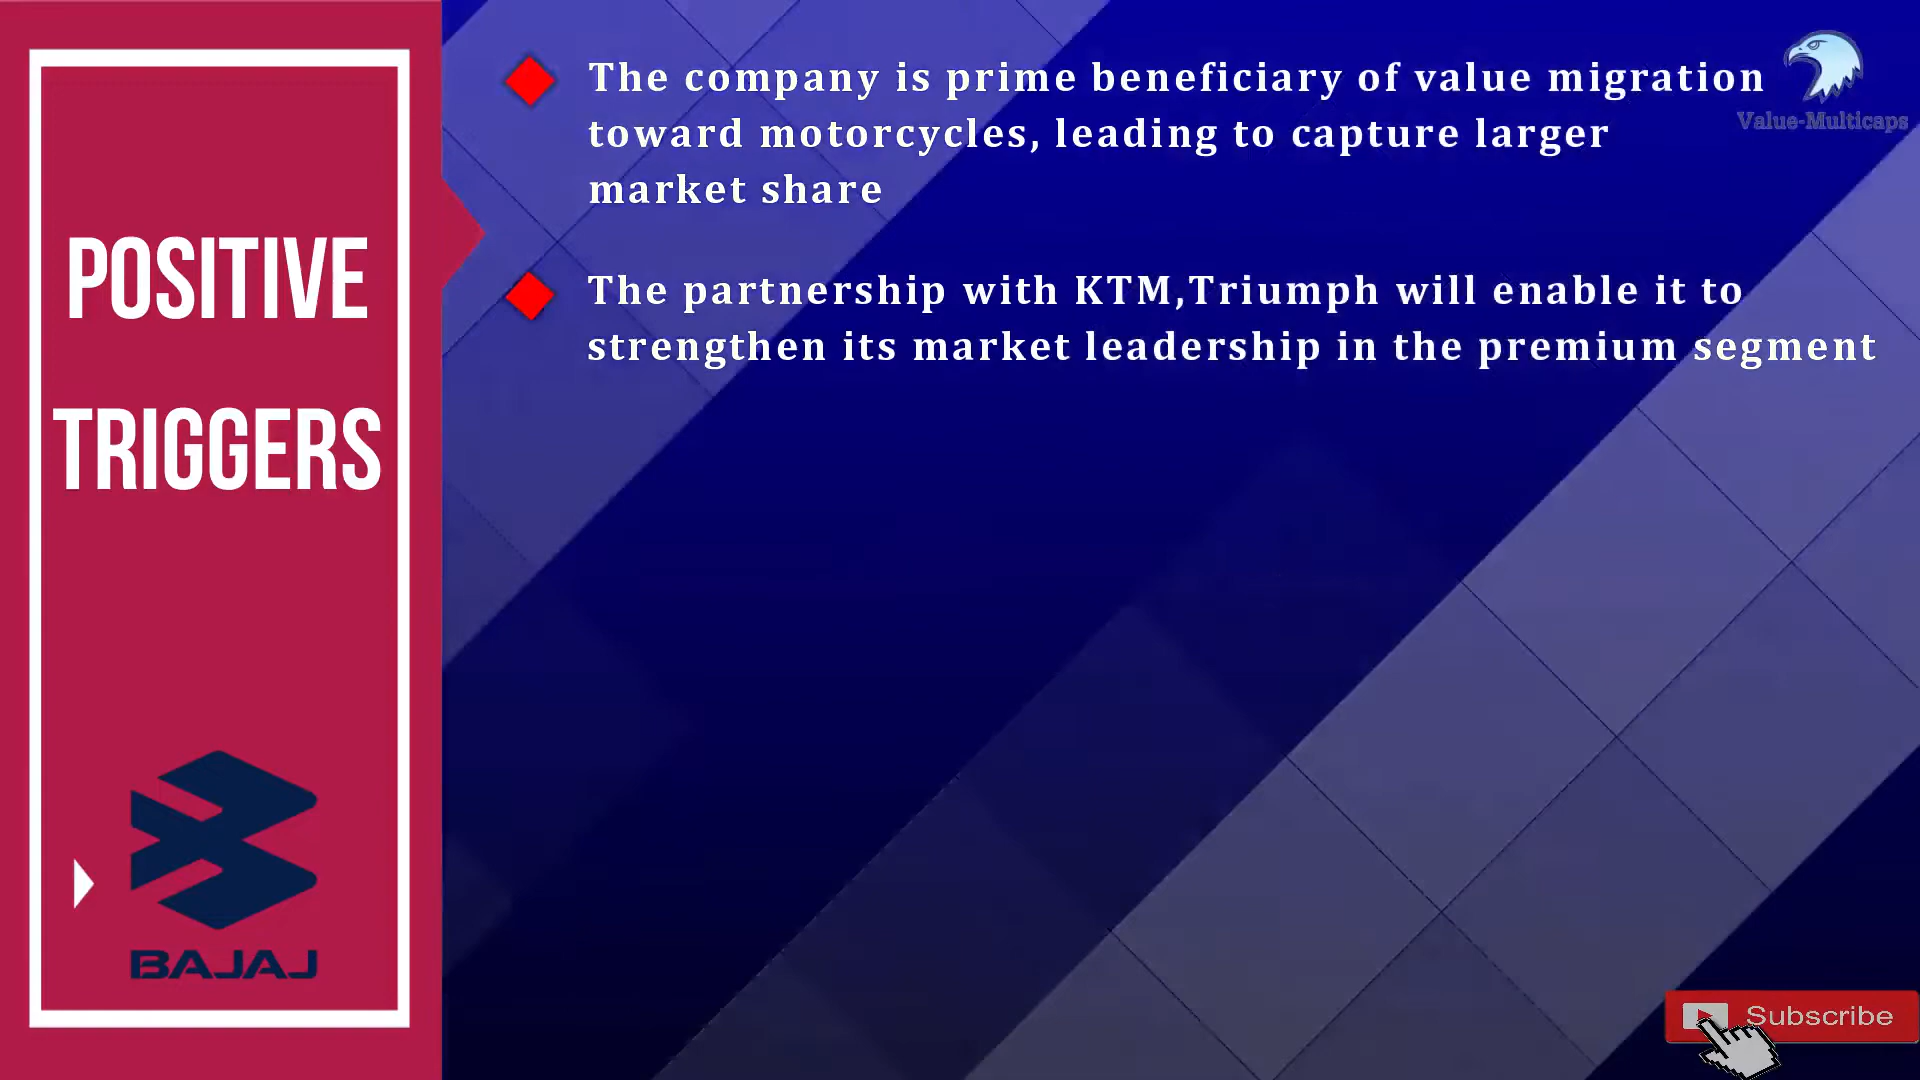 POSITIVE
TRIGGERS
BAJAJ
The company is prime beneficiary of value migration
toward motorcycles, leading to capture larger
market share
The partnership with KTM,Triumph will enable it to
strengthen its market leadership in the premium segment
Value-Multicaps
Subscribe